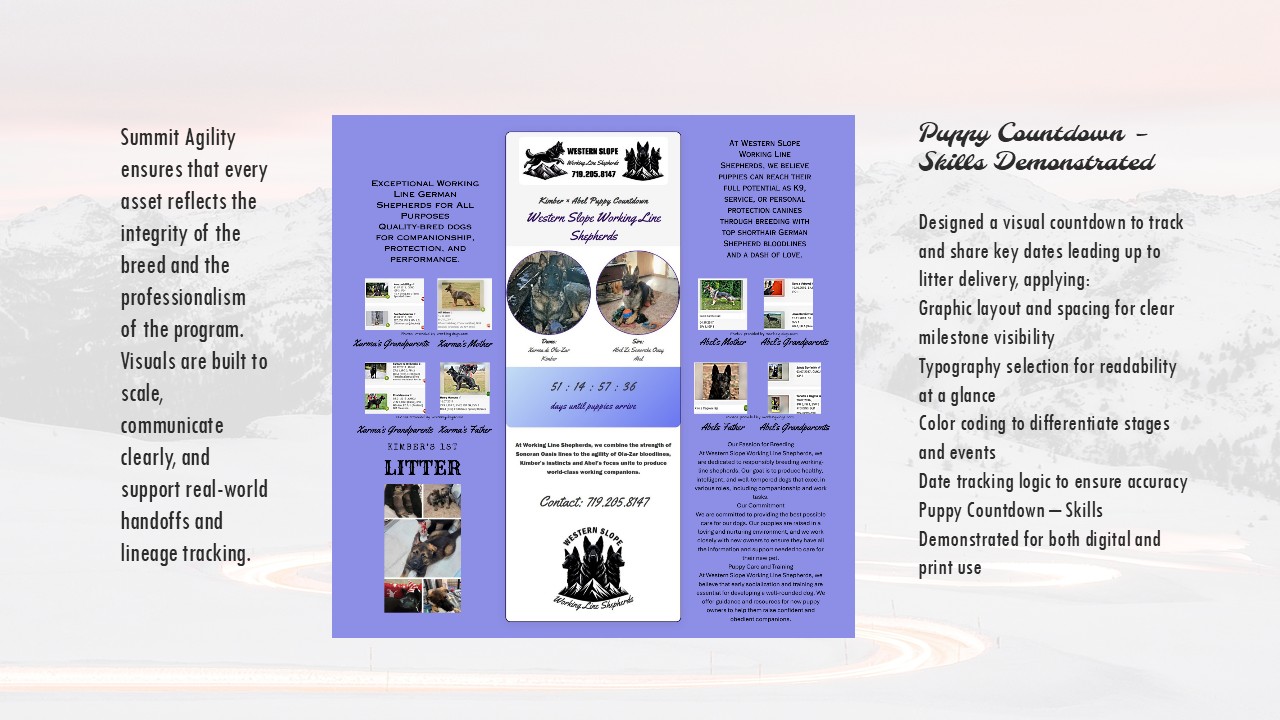 Summit Agility
ensures that every
asset reflects the
integrity of the
breed and the
professionalism
of the program.
Visuals are built to
scale,
communicate
clearly, and
support real-world
handoffs and
lineage tracking.
Exceptional Working
Line German
Shepherds for All
Purposes
Quality-bred dogs
for companionship,
protection, and
performance.
Karma's Grandparents
Karma's Mother
Karma's Grandparents
Karma's Father
KIMBER'S 1ST
LITTER
WESTERN SLOPE
Working Line Shepherds
719.205.8147
Kimber × Abel Puppy Countdown
Western Slope Working Line
Shepherds
Dam:
Karma de Ola-Zar
Kimber
Sire:
Abel
51 : 14 : 57 : 36
days until puppies arrive
At Working Line Shepherds, we combine the strength of
Sonoran Oasis lines to the agility of Ola-Zar bloodlines,
Kimber's instincts and Abel's focus unite to produce
world-class working companions.
Contact: 719.205.8147
WESTERN SLOPE
Working Line Shepherds
At Western Slope
Working Line
Shepherds, we believe
puppies can reach their
full potential as K9,
service, or personal
protection canines
through breeding with
top shorthair German
Shepherd bloodlines
and a dash of love.
Abel's Mother
Abel's Grandparents
Abel's Father
Abel's Grandparents
Our Passion for Breeding
At Western Slope Working Line Shepherds, we
are dedicated to responsibly breeding working-
line shepherds. Our goal is to produce healthy,
intelligent, and well-tempered dogs that excel in
various roles, including companionship and work
tasks.
Our Commitment
We are committed to providing the best possible
care for our dogs. Our puppies are raised in a
loving and nurturing environment, and we work
closely with new owners to ensure they have all
the information and support needed to care for
their new pet.
Puppy Care and Training
At Western Slope Working Line Shepherds, we
believe that early socialization and training are
essential for developing a well-rounded dog. We
offer guidance and resources for new puppy
owners to help them raise confident and
obedient companions.
Puppy Countdown –
Skills Demonstrated
Designed a visual countdown to track
and share key dates leading up to
litter delivery, applying:
Graphic layout and spacing for clear
milestone visibility
Typography selection for readability
at a glance
Color coding to differentiate stages
and events
Date tracking logic to ensure accuracy
Puppy Countdown — Skills
Demonstrated for both digital and
print use